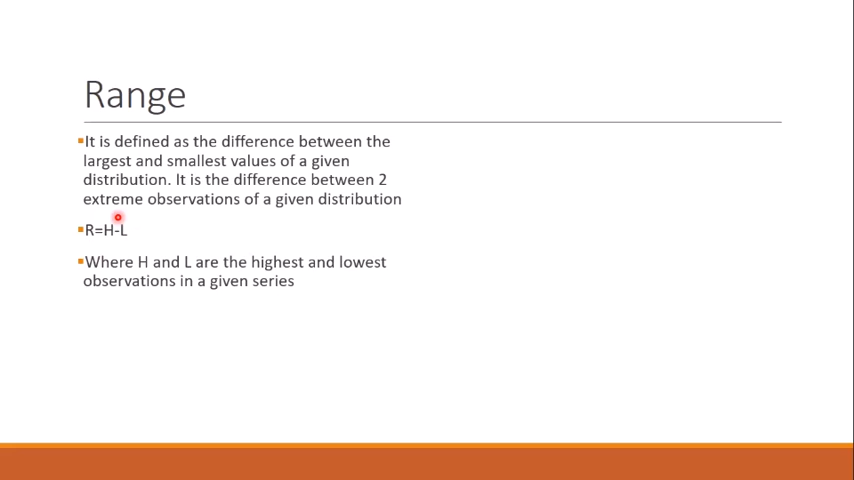 Range
▪It is defined as the difference between the
largest and smallest values of a given
distribution. It is the difference between 2
extreme observations of a given distribution
▪R=H-L
▪Where H and L are the highest and lowest
observations in a given series